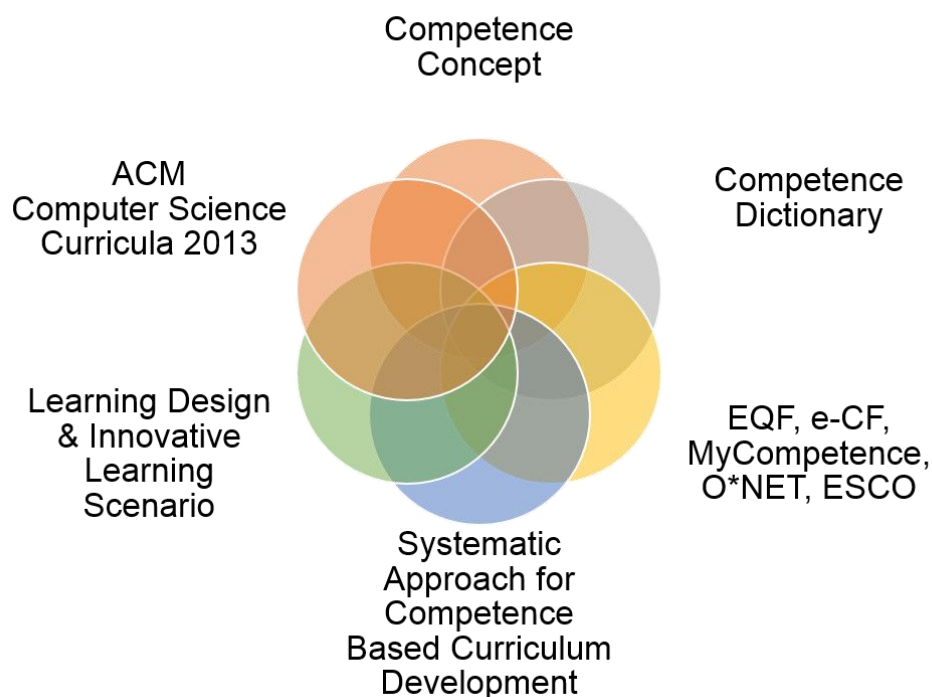 Competence
Concept
ACM
Computer Science
Curricula 2013
Competence
Dictionary
Learning Design
& Innovative
Learning
Scenario
EQF, e-CF,
MyCompetence,
O*NET, ESCO
Systematic
Approach for
Competence
Based Curriculum
Development